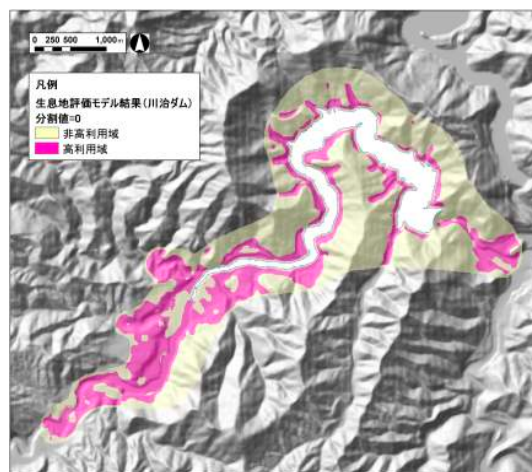 0 250 500 1,000 m
凡例
生息地評価モデル結果(川治ダム)
分割値=0
非高利用域
高利用域